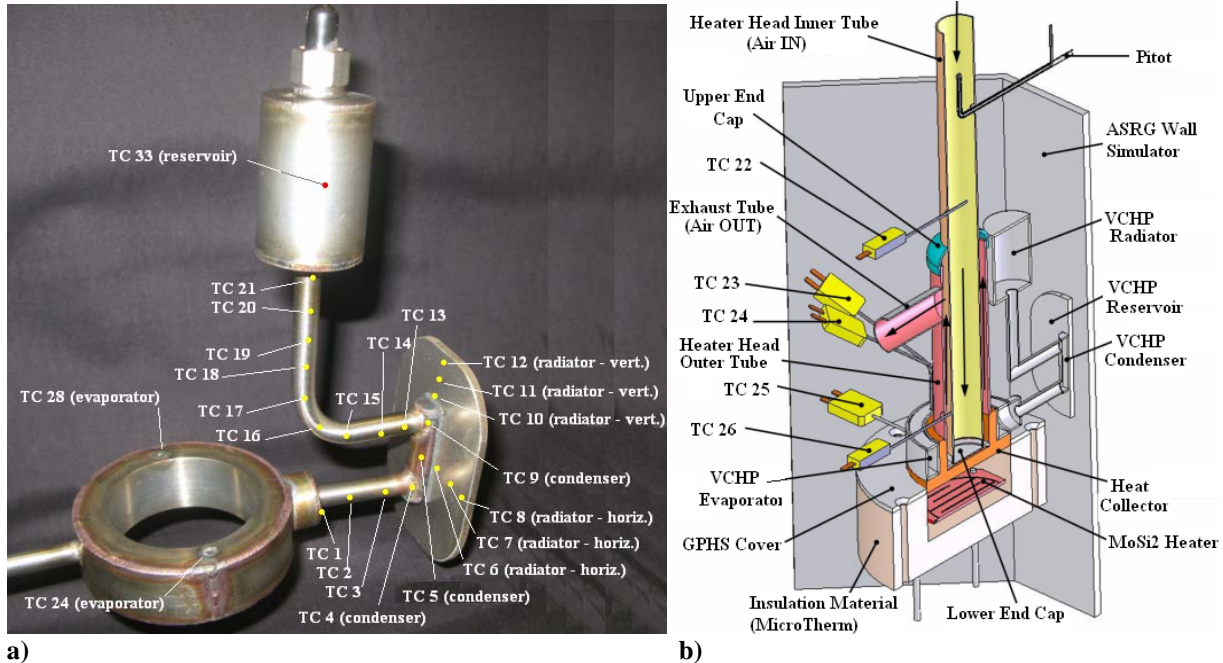 TC 33 (reservoir)
TC 21
TC 20
TC 13
TC 19
TC 14
TC 12 (radiator - vert.)
TC 18
TC 11 (radiator - vert.)
TC 28 (evaporator)
TC 17
TC 15
TC 10 (radiator - vert.)
TC 16
TC 9 (condenser)
TC 8 (radiator - horiz.)
TC 1
TC 7 (radiator - horiz.)
TC 2
TC 6 (radiator - horiz.)
TC 3
TC 5 (condenser)
TC 24 (evaporator)
TC 4 (condenser)
a)
Heater Head Inner Tube
(Air IN)
Pitot
Upper End
Cap
ASRG Wall
Simulator
TC 22
Exhaust Tube
(Air OUT)
VCHP
Radiator
TC 23
VCHP
Reservoir
TC 24
Heater Head
Outer Tube
VCHP
Condenser
TC 25
TC 26
VCHP
Evaporator
Heat
Collector
GPHS Cover
MoSi2 Heater
Insulation Material
(MicroTherm)
Lower End Cap
b)